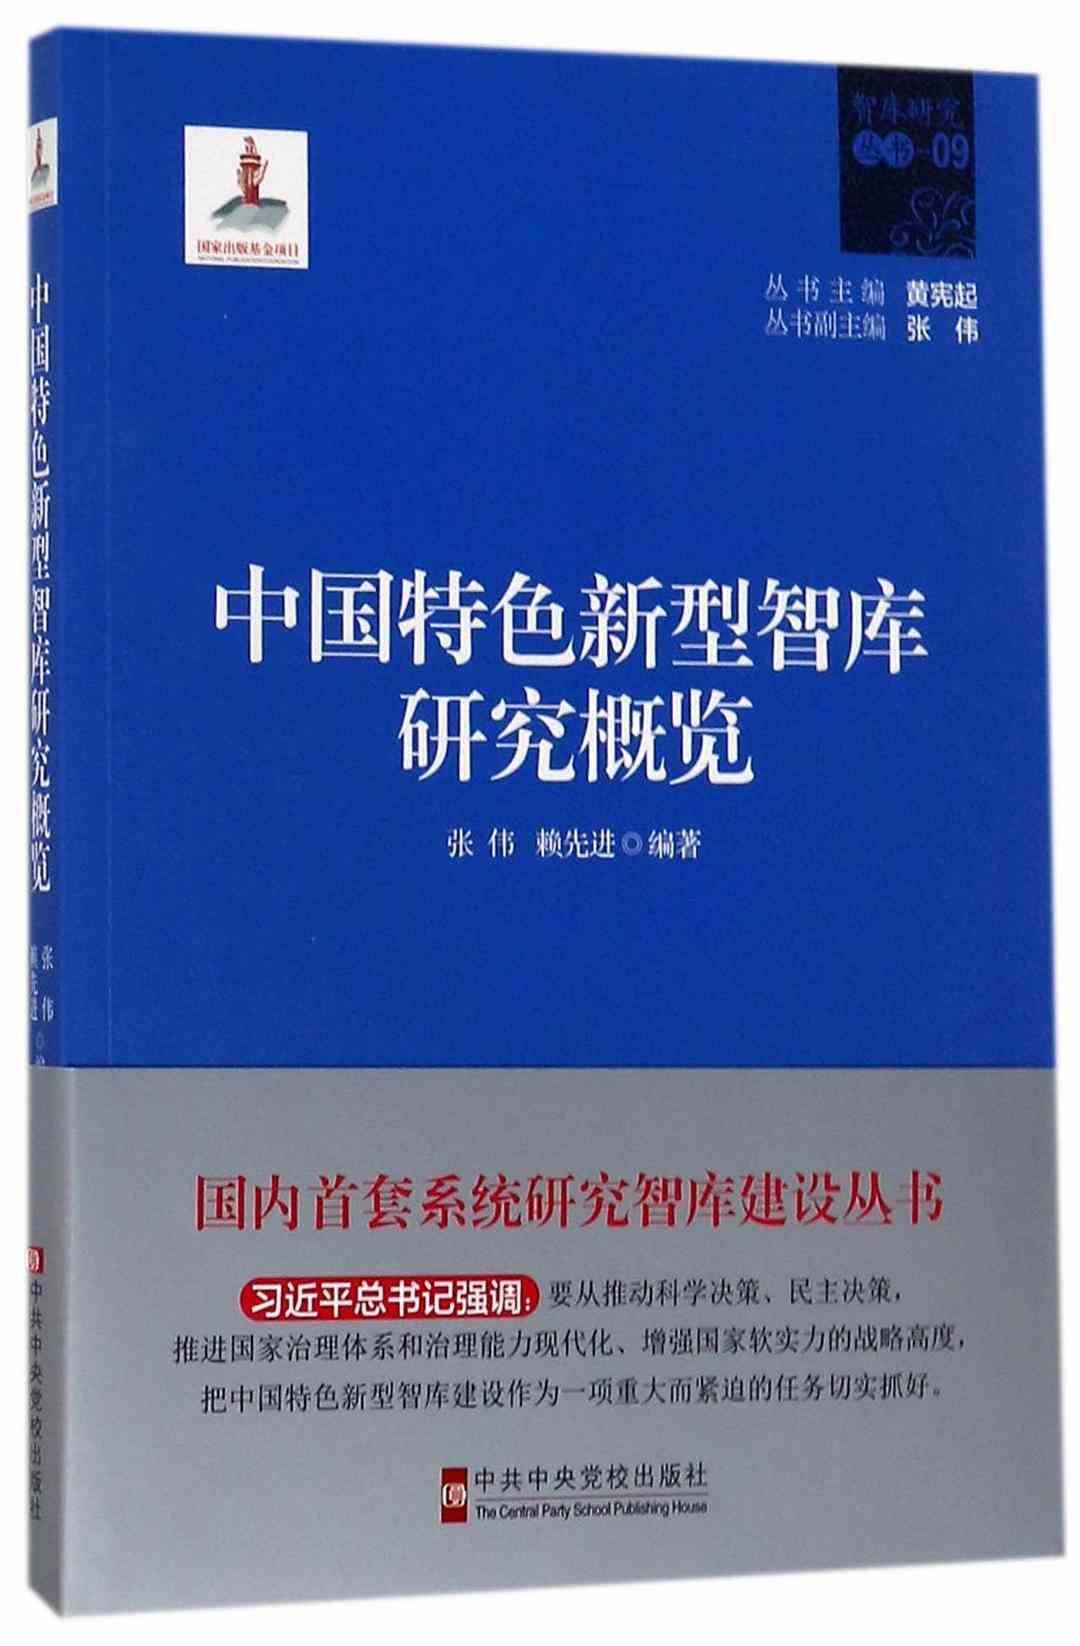 智库研究
丛书-09
国家出版基金项目
NATIONAL PUBLICATION FOUNDATION
丛书主编 黄宪起
丛书副主编 张 伟
中国特色新型智库
研究概览
张 伟 赖先进◎编著
国内首套系统研究智库建设丛书
习近平总书记强调:要从推动科学决策、民主决策,
推进国家治理体系和治理能力现代化、增强国家软实力的战略高度,
把中国特色新型智库建设作为一项重大而紧迫的任务切实抓好。
中共中央党校出版社
The Central Party School Publishing House
中国特色新型智库研究概览
张 伟
赖先进◎
中共中央党校出版社